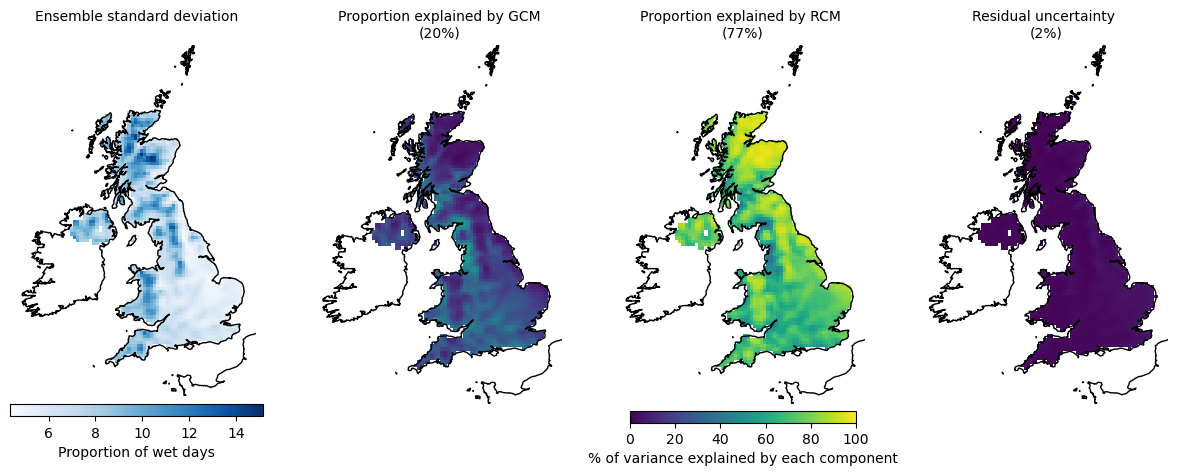 Ensemble standard deviation
Proportion explained by GCM
(20%)
Proportion explained by RCM
(77%)
Residual uncertainty
(2%)
6 8 10 12 14
Proportion of wet days
0 20 40 60 80 100
% of variance explained by each component